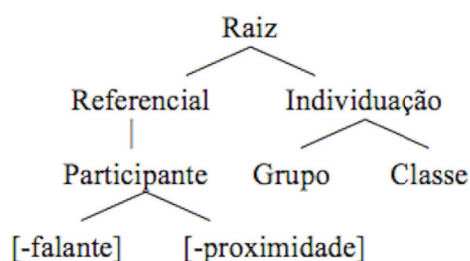 Raiz
Referencial Individuação
Participante Grupo Classe
[-falante] [-proximidade]